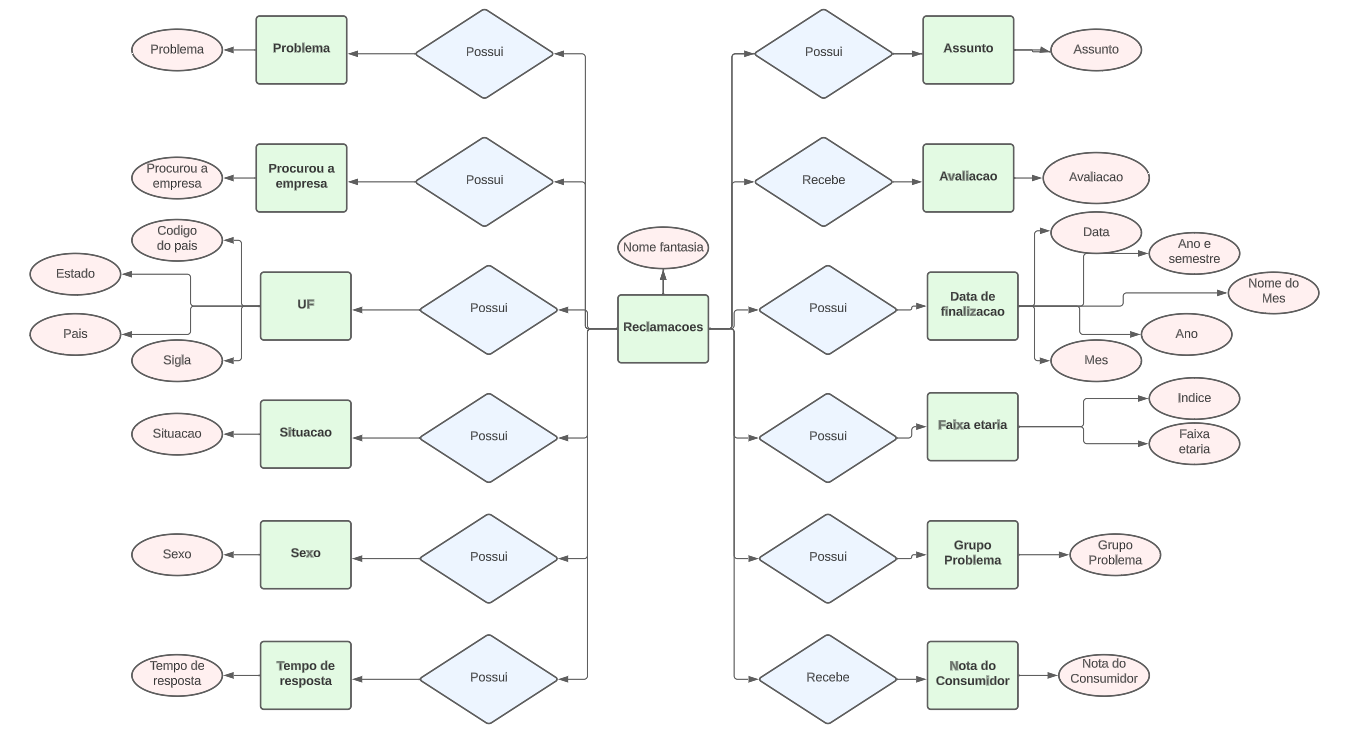 Problema
Problema
Possui
Possui
Assunto
Assunto
Procurou a
empresa
Procurou a
empresa
Possui
Recebe
Avaliacao
Avaliacao
Codigo
do pais
Estado
UF
Pais
Sigla
Possui
Nome fantasia
Reclamacoes
Possui
Data de
finalizacao
Data
Ano e
semestre
Nome do
Mes
Ano
Mes
Situacao
Situacao
Possui
Possui
Faixa etaria
Indice
Faixa
etaria
Sexo
Sexo
Possui
Possui
Grupo
Problema
Grupo
Problema
Tempo de
resposta
Tempo de
resposta
Possui
Recebe
Nota do
Consumidor
Nota do
Consumidor